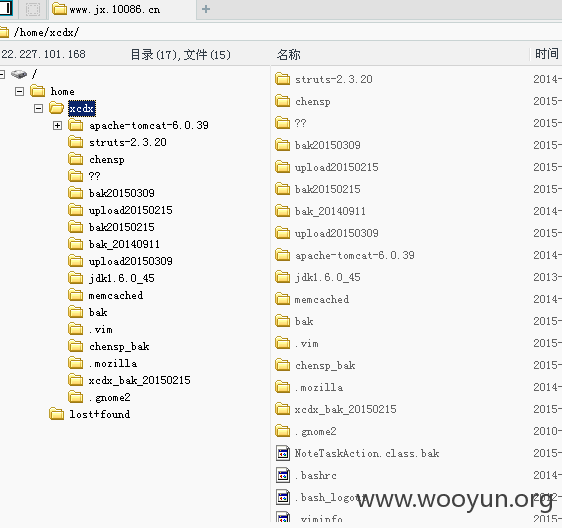 www.jx.10086.cn
/home/xcdx/
22.227.101.168 目录(17),文件(15) 名称 时间
/
home
xcdx
apache-tomcat-6.0.39
struts-2.3.20
chensp
??
bak20150309
upload20150215
bak20150215
bak_20140911
upload20150309
jdk1.6.0_45
memcached
bak
.vim
chensp_bak
.mozilla
xcdx_bak_20150215
.gnome2
lost+found
struts-2.3.20 2014-
chensp 2015-
?? 2015-
bak20150309 2015-
upload20150215 2015-
bak20150215 2015-
bak_20140911 2014-
upload20150309 2015-
apache-tomcat-6.0.39 2014-
jdk1.6.0_45 2013-
memcached 2014-
bak 2015-
.vim 2015-
chensp_bak 2015-
.mozilla 2014-
xcdx_bak_20150215 2015-
.gnome2 2010-
NoteTaskAction.class.bak 2015-
.bashrc 2014-
.bash_logout 2012-
.viminfo 2015-
www.wooyun.org